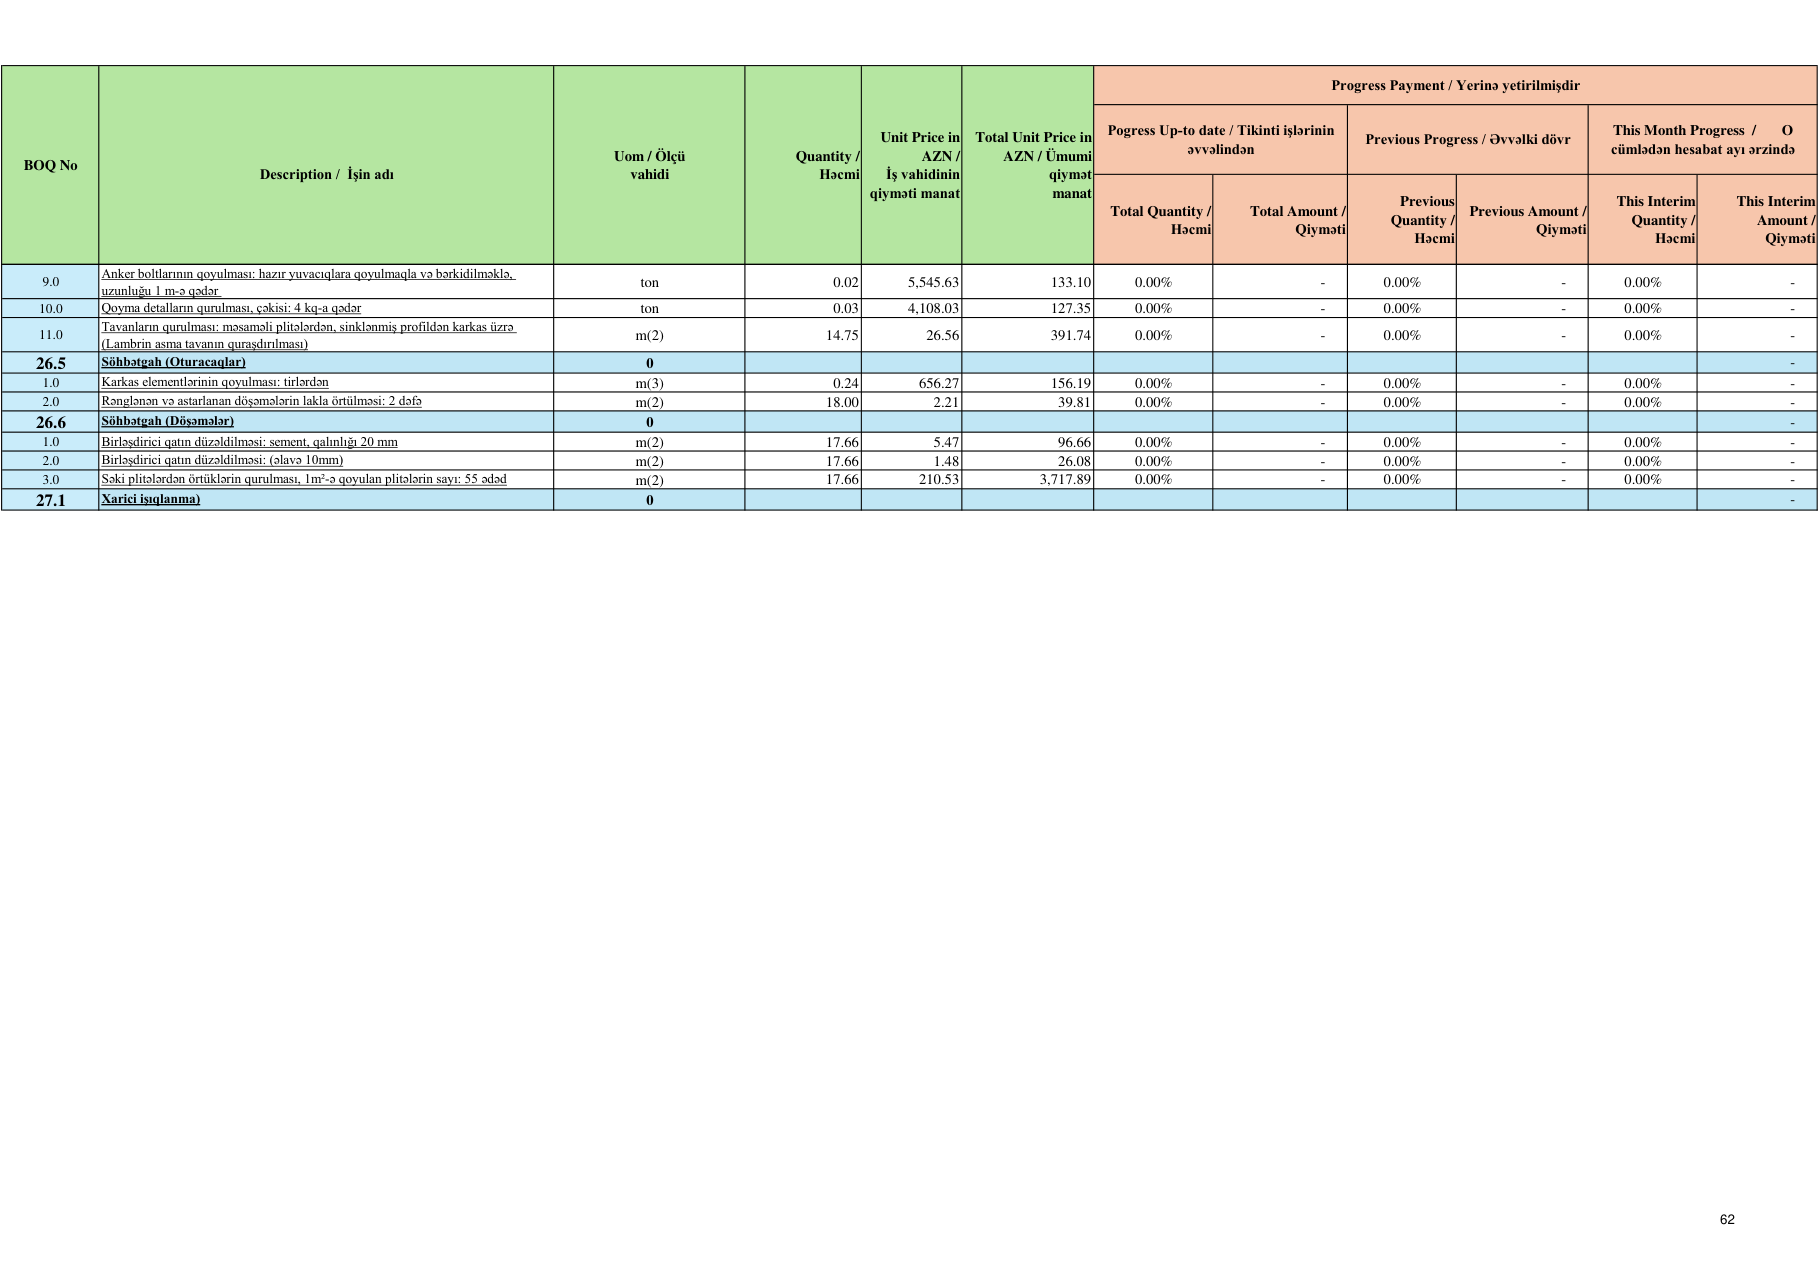 BOQ No
Description /  İşin adı
Uom / Ölçü
vahidi
Quantity /
Həcmi
Unit Price in
AZN /
İş vahidinin
qiyməti manat
Total Unit Price in
AZN / Ümumi
qiymət
manat
Progress Payment / Yerinə yetirilmişdir
Pogress Up-to date / Tikinti işlərinin
əvvəlindən
Previous Progress / Əvvəlki dövr
This Month Progress  /       O
cümlədən hesabat ayı ərzində
Total Quantity /
Həcmi
Total Amount /
Qiyməti
Previous
Quantity /
Həcmi
Previous Amount /
Qiyməti
This Interim
Quantity /
Həcmi
This Interim
Amount /
Qiyməti
9.0 Anker boltlarının qoyulması: hazır yuvacıqlara qoyulmaqla və bərkidilməklə,
uzunluğu 1 m-ə qədər ton 0.02 5,545.63 133.10 0.00% - 0.00% - 0.00% -
10.0 Qoyma detalların qurulması, çəkisi: 4 kq-a qədər ton 0.03 4,108.03 127.35 0.00% - 0.00% - 0.00% -
11.0 Tavanların qurulması: məsaməli plitələrdən, sinklənmiş profildən karkas üzrə
(Lambrin asma tavanın quraşdırılması) m(2) 14.75 26.56 391.74 0.00% - 0.00% - 0.00% -
26.5 Söhbətgah (Oturacaqlar) 0 -
1.0 Karkas elementlərinin qoyulması: tirlərdən m(3) 0.24 656.27 156.19 0.00% - 0.00% - 0.00% -
2.0 Rənglənən və astarlanan döşəmələrin lakla örtülməsi: 2 dəfə m(2) 18.00 2.21 39.81 0.00% - 0.00% - 0.00% -
26.6 Söhbətgah (Döşəmələr) 0 -
1.0 Birləşdirici qatın düzəldilməsi: sement, qalınlığı 20 mm m(2) 17.66 5.47 96.66 0.00% - 0.00% - 0.00% -
2.0 Birləşdirici qatın düzəldilməsi: (əlavə 10mm) m(2) 17.66 1.48 26.08 0.00% - 0.00% - 0.00% -
3.0 Səki plitələrdən örtüklərin qurulması, 1m²-ə qoyulan plitələrin sayı: 55 ədəd m(2) 17.66 210.53 3,717.89 0.00% - 0.00% - 0.00% -
27.1 Xarici işıqlanma) 0 -
62